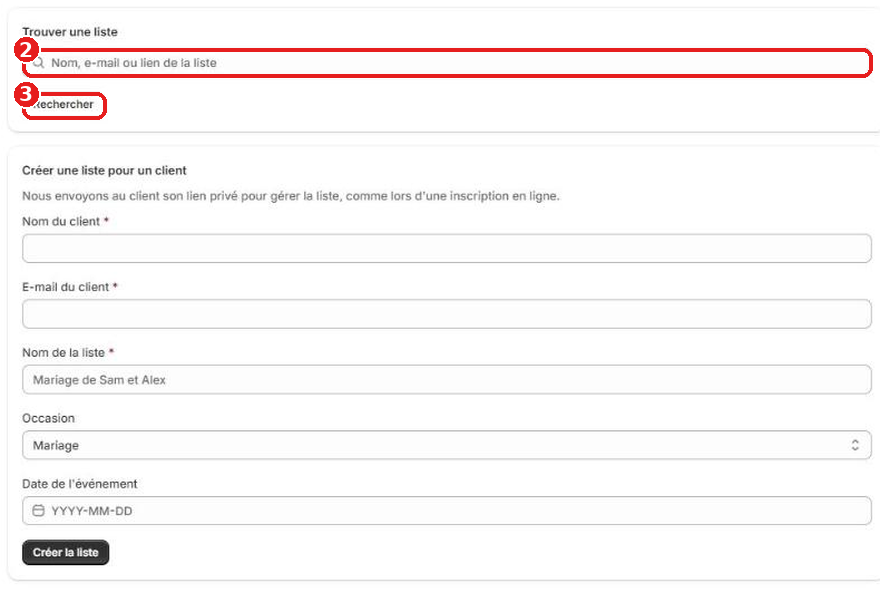 Trouver une liste
2
Nom, e-mail ou lien de la liste
3
Rechercher
Créer une liste pour un client
Nous envoyons au client son lien privé pour gérer la liste, comme lors d'une inscription en ligne.
Nom du client *
E-mail du client *
Nom de la liste *
Mariage de Sam et Alex
Occasion
Mariage
Date de l'événement
YYYY-MM-DD
Créer la liste